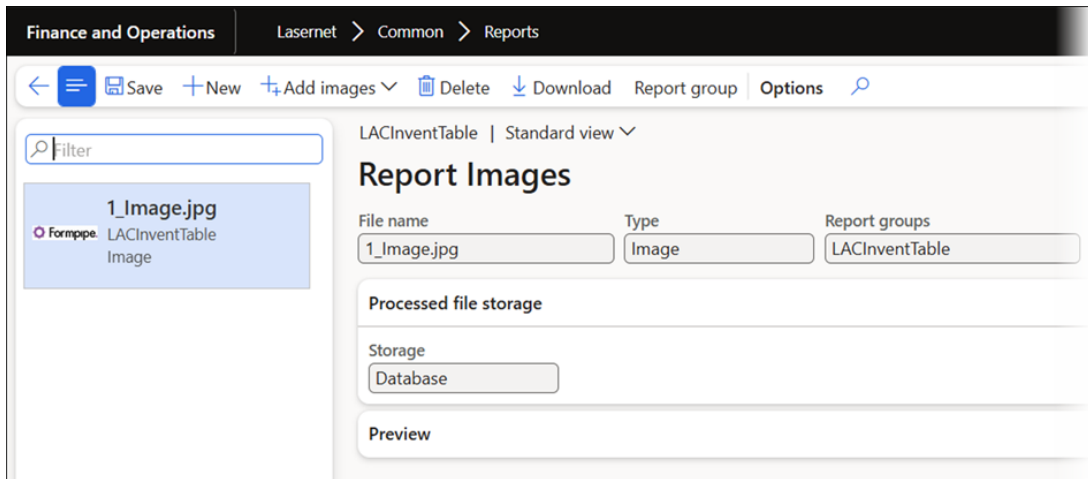 Finance and Operations Lasernet Common Reports
Save New Add images Delete Download Report group Options
Filter
1_Image.jpg
Formpipe. LACInventTable
Image
LACInventTable | Standard view
Report Images
File name Type Report groups
1_Image.jpg Image LACInventTable
Processed file storage
Storage
Database
Preview